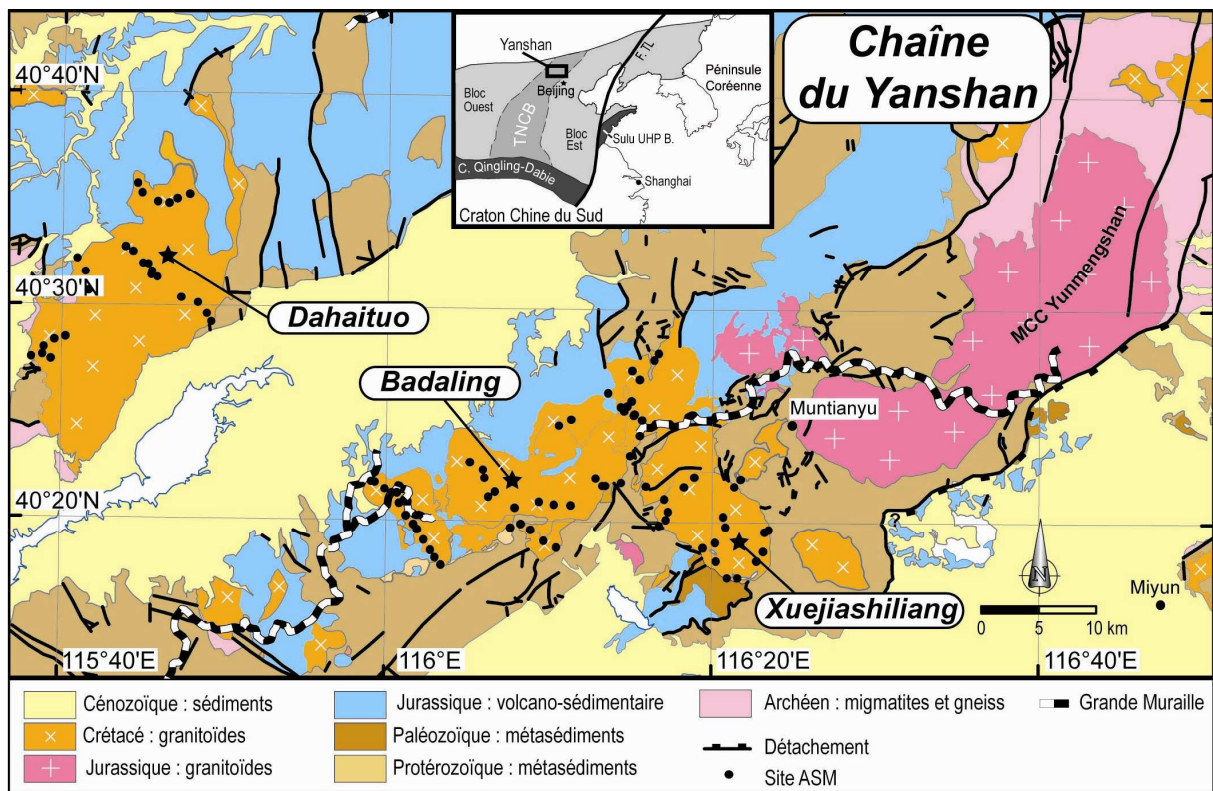 Chaîne
du Yanshan
Yanshan
Beijing
Bloc
Ouest
TNCB
Bloc
Est
F.TL
Péninsule
Coréenne
Sulu UHP B.
C. Qingling-Dabie
Shanghai
Craton Chine du Sud
40°40'N
40°30'N
40°20'N
Dahaituo
Badaling
MCC Yunmengshan
Muntianyu
Xuejiashiliang
?
N
Miyun
0 5 10 km
115°40'E
116°E
116°20'E
116°40'E
Cénozoïque : sédiments
Crétacé : granitoïdes
Jurassique : granitoïdes
Jurassique : volcano-sédimentaire
Paléozoïque : métasédiments
Protérozoïque : métasédiments
Archéen : migmatites et gneiss
Détachement
Site ASM
Grande Muraille